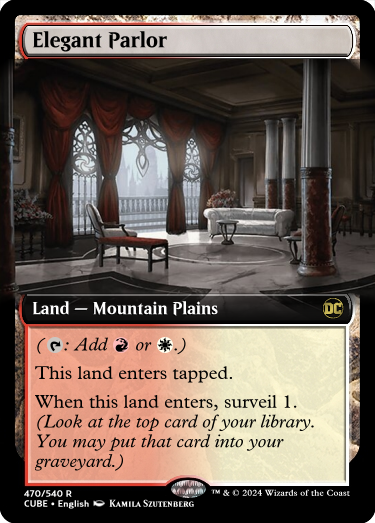 Elegant Parlor
Land — Mountain Plains
DC
( : Add or .)
This land enters tapped.
When this land enters, surveil 1.
(Look at the top card of your library.
You may put that card into your
graveyard.)
470/540 R
™ & © 2024 Wizards of the Coast
CUBE • English Kamila Szutenberg